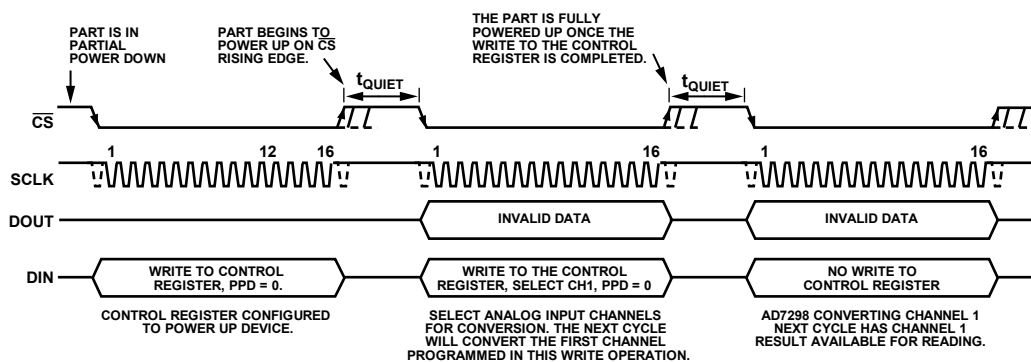 PART IS IN
PARTIAL
POWER DOWN
PART BEGINS TO
POWER UP ON CS
RISING EDGE.
THE PART IS FULLY
POWERED UP ONCE THE
WRITE TO THE CONTROL
REGISTER IS COMPLETED.
tQUIET
tQUIET
CS
1 12 16 1 16 1 16
SCLK
DOUT
INVALID DATA
INVALID DATA
DIN
WRITE TO CONTROL
REGISTER, PPD = 0.
WRITE TO THE CONTROL
REGISTER, SELECT CH1, PPD = 0
NO WRITE TO
CONTROL REGISTER
CONTROL REGISTER CONFIGURED
TO POWER UP DEVICE.
SELECT ANALOG INPUT CHANNELS
FOR CONVERSION. THE NEXT CYCLE
WILL CONVERT THE FIRST CHANNEL
PROGRAMMED IN THIS WRITE OPERATION.
AD7298 CONVERTING CHANNEL 1
NEXT CYCLE HAS CHANNEL 1
RESULT AVAILABLE FOR READING.